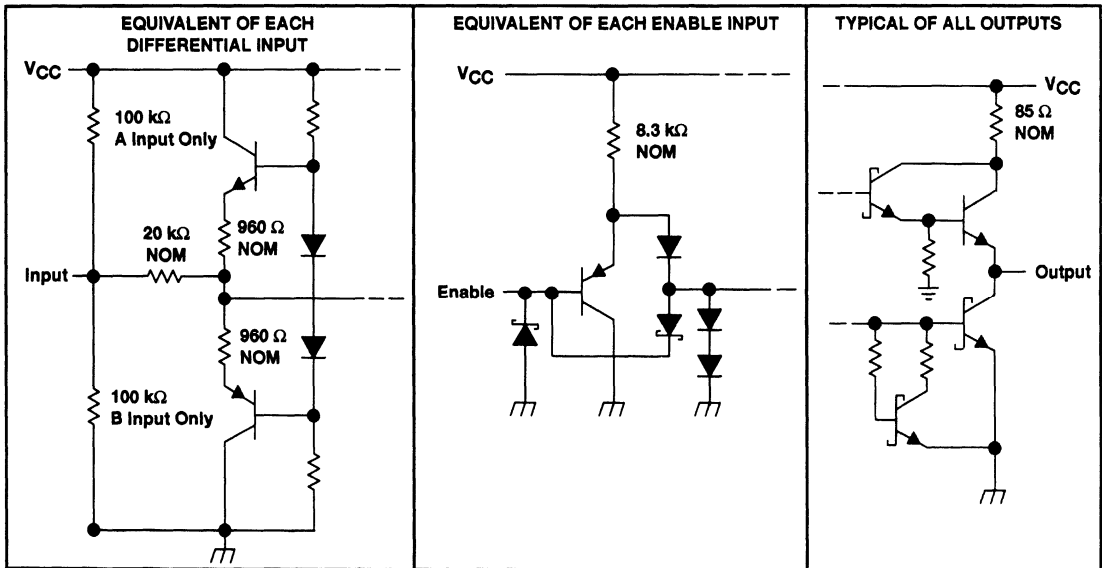 EQUIVALENT OF EACH
DIFFERENTIAL INPUT
VCC
100 kΩ
A Input Only
960 Ω
NOM
20 kΩ
NOM
Input
960 Ω
NOM
100 kΩ
B Input Only
EQUIVALENT OF EACH ENABLE INPUT
VCC
8.3 kΩ
NOM
Enable
TYPICAL OF ALL OUTPUTS
VCC
85 Ω
NOM
Output